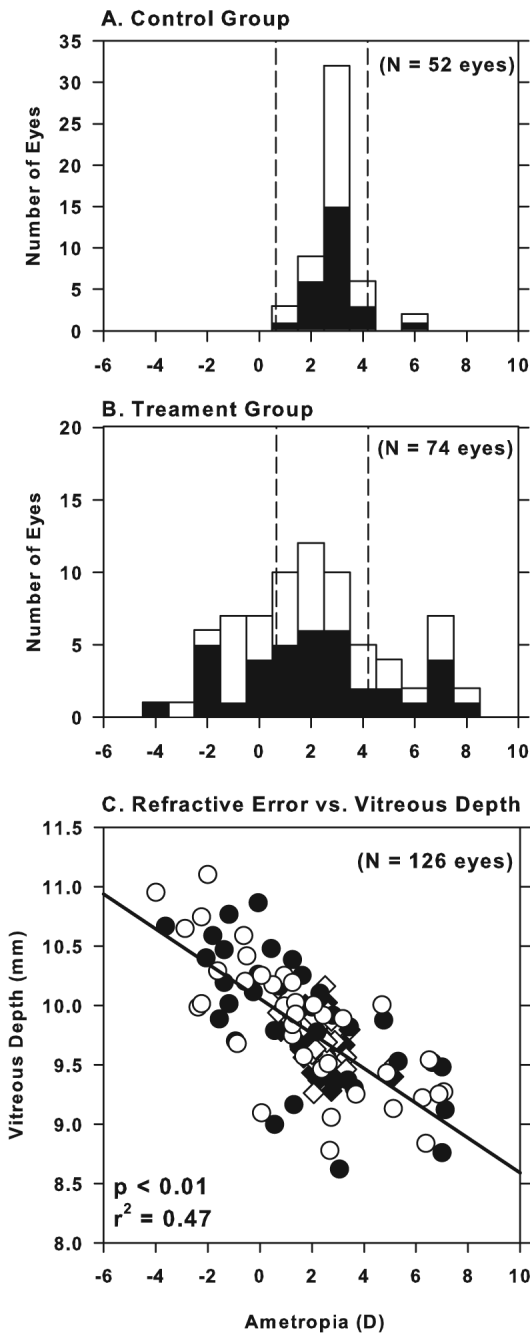 A. Control Group
(N = 52 eyes)
Number of Eyes
35
30
25
20
15
10
5
0
-6 -4 -2 0 2 4 6 8 10
B. Treament Group
(N = 74 eyes)
Number of Eyes
20
15
10
5
0
-6 -4 -2 0 2 4 6 8 10
C. Refractive Error vs. Vitreous Depth
(N = 126 eyes)
Vitreous Depth (mm)
11.5
11.0
10.5
10.0
9.5
9.0
8.5
8.0
p < 0.01
r² = 0.47
-6 -4 -2 0 2 4 6 8 10
Ametropia (D)